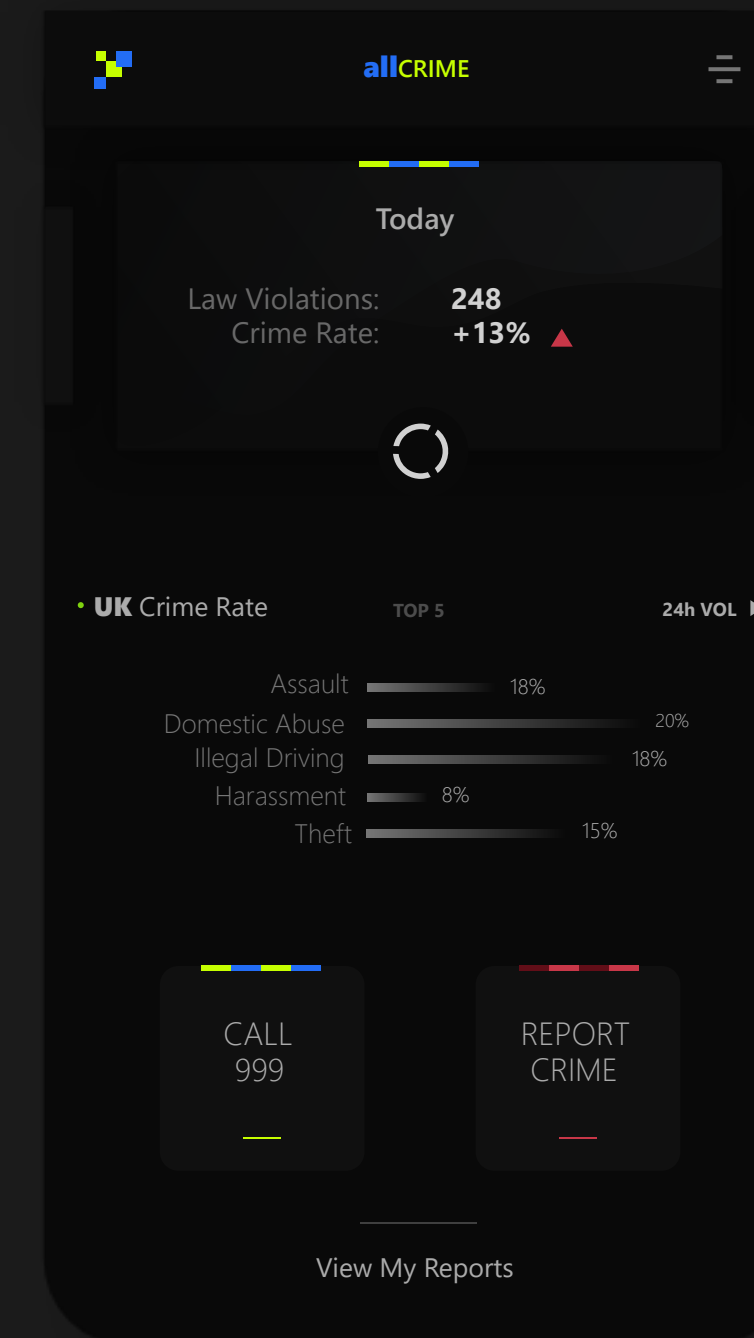 allCRIME
Today
Law Violations: 248
Crime Rate: +13%
UK Crime Rate TOP 5 24h VOL
Assault 18%
Domestic Abuse 20%
Illegal Driving 18%
Harassment 8%
Theft 15%
CALL
999
REPORT
CRIME
View My Reports